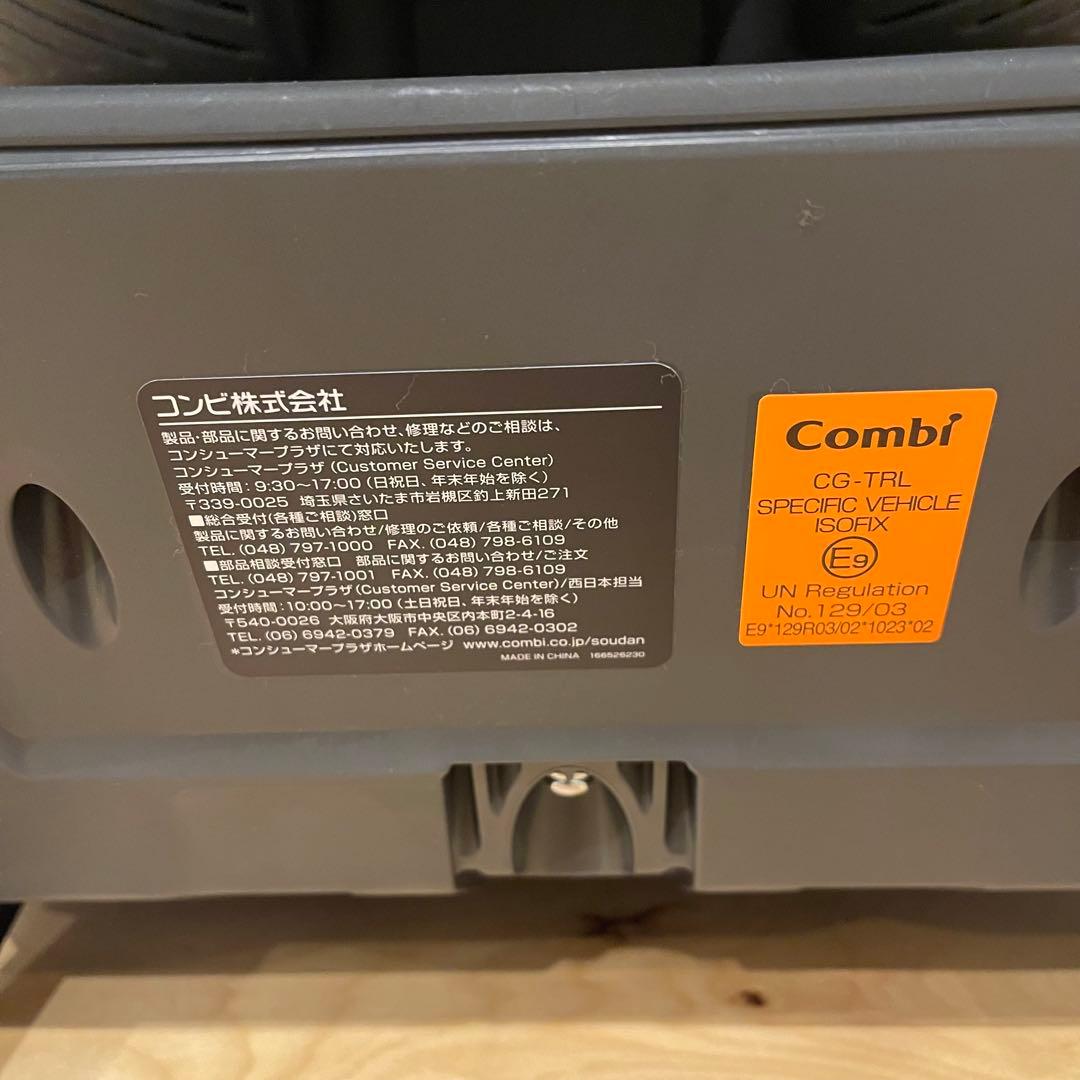 コンビ株式会社
製品・部品に関するお問い合わせ、修理などのご相談は、
コンシューマープラザにて対応いたします。
コンシューマープラザ (Customer Service Center)
受付時間：9:30～17:00 (日祝日、年末年始を除く)
〒339-0025 埼玉県さいたま市岩槻区釣上新田271
■総合受付(各種ご相談)窓口
製品に関するお問い合わせ/修理のご依頼/各種ご相談/その他
TEL. (048) 797-1000 FAX. (048) 798-6109
■部品相談受付窓口 部品に関するお問い合わせ/ご注文
TEL. (048) 797-1001 FAX. (048) 798-6109
コンシューマープラザ(Customer Service Center)/西日本担当
受付時間：10:00～17:00 (土日祝日、年末年始を除く)
〒540-0026 大阪府大阪市中央区内本町2-4-16
TEL. (06) 6942-0379 FAX. (06) 6942-0302
*コンシューマープラザホームページ www.combi.co.jp/soudan
MADE IN CHINA 166526230
Combi
CG-TRL
SPECIFIC VEHICLE
ISOFIX
E9
UN Regulation
No.129/03
E9*129R03/02*1023*02